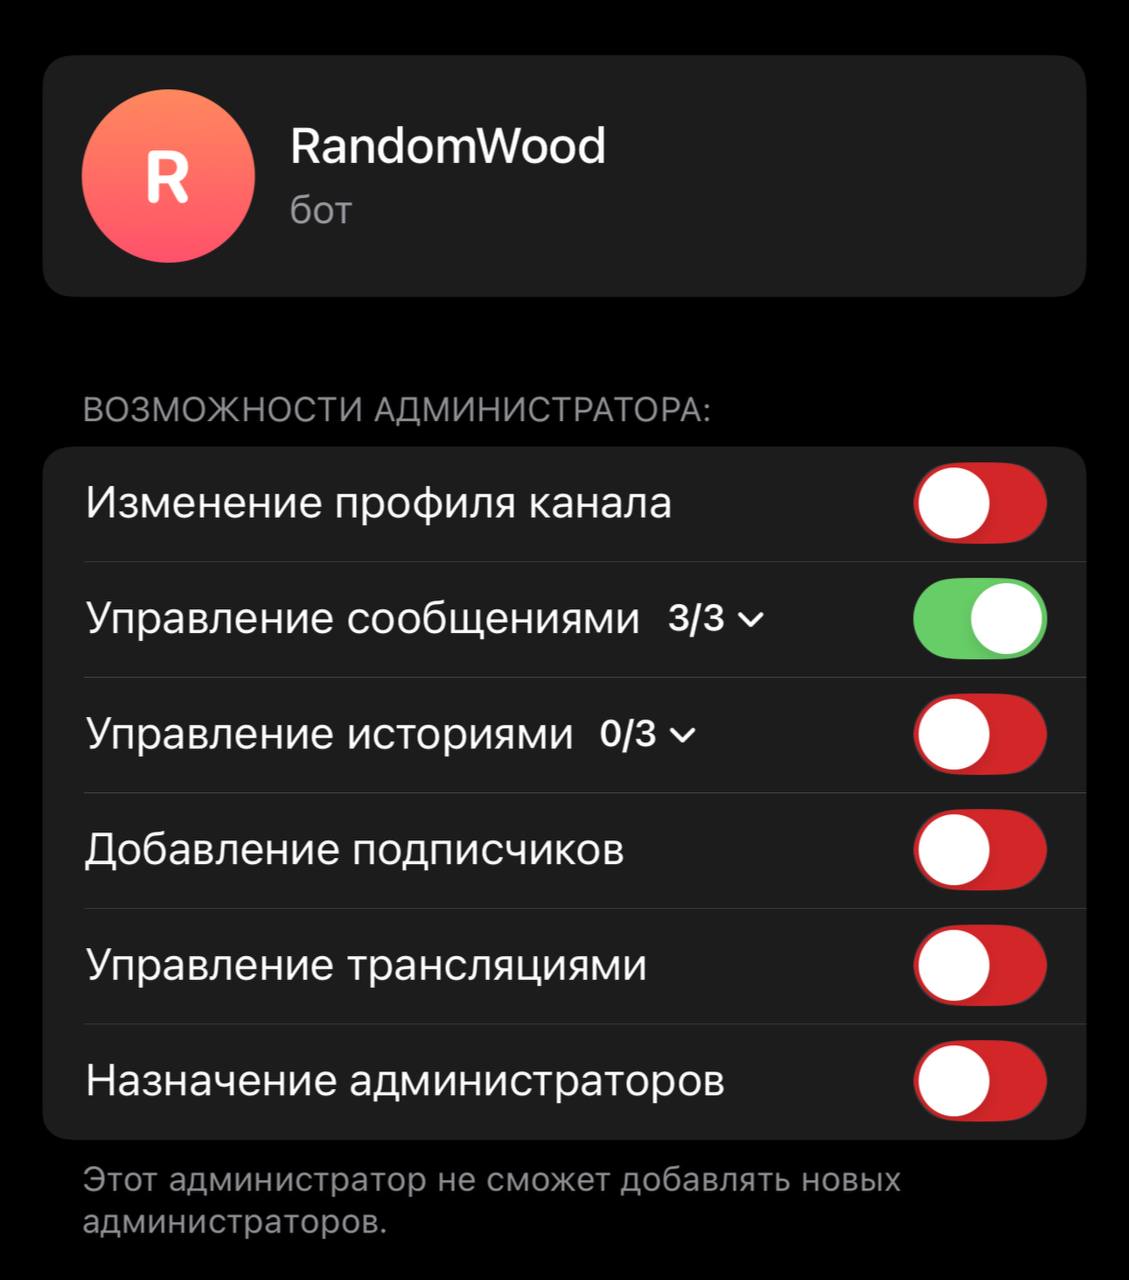 R
RandomWood
бот
ВОЗМОЖНОСТИ АДМИНИСТРАТОРА:
Изменение профиля канала
Управление сообщениями 3/3
Управление историями 0/3
Добавление подписчиков
Управление трансляциями
Назначение администраторов
Этот администратор не сможет добавлять новых
администраторов.